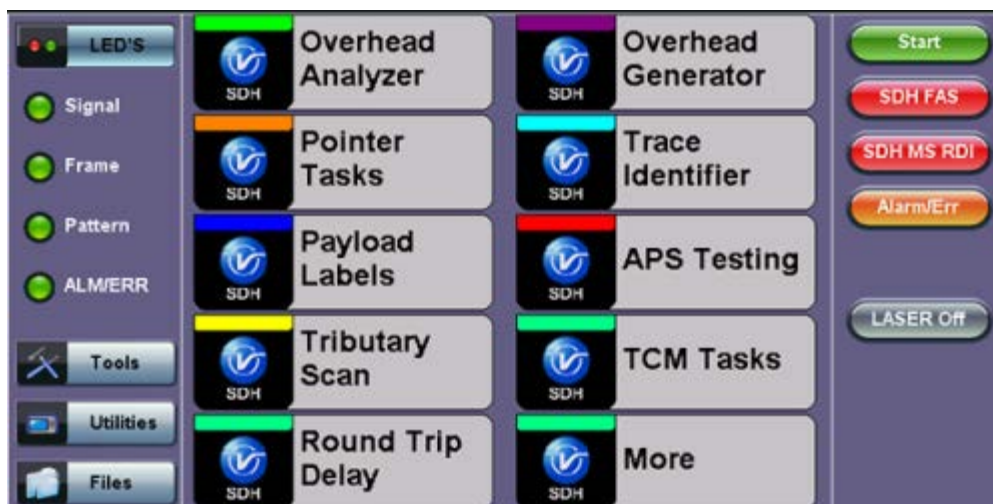 LED'S
Signal
Frame
Pattern
ALM/ERR
Tools
Utilities
Files
SDH
Overhead
Analyzer
SDH
Overhead
Generator
SDH
Pointer
Tasks
SDH
Trace
Identifier
SDH
Payload
Labels
SDH
APS Testing
SDH
Tributary
Scan
SDH
TCM Tasks
SDH
Round Trip
Delay
SDH
More
Start
SDH FAS
SDH MS RDI
Alarm/Err
LASER Off